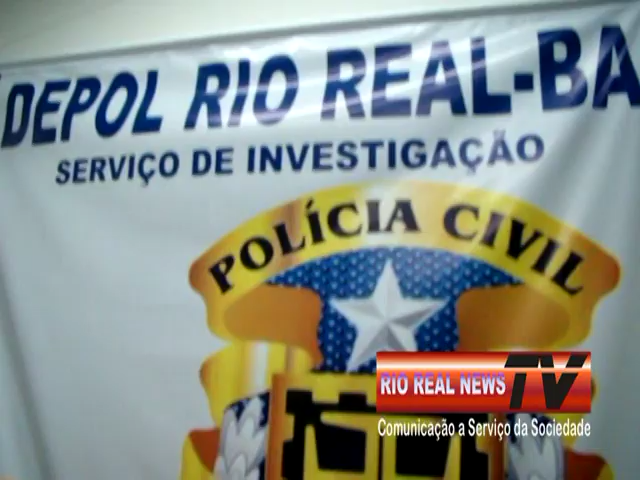 DEPOL RIO REAL-BA
SERVIÇO DE INVESTIGAÇÃO
POLÍCIA CIVIL
RIO REAL NEWS TV
Comunicação a Serviço da Sociedade